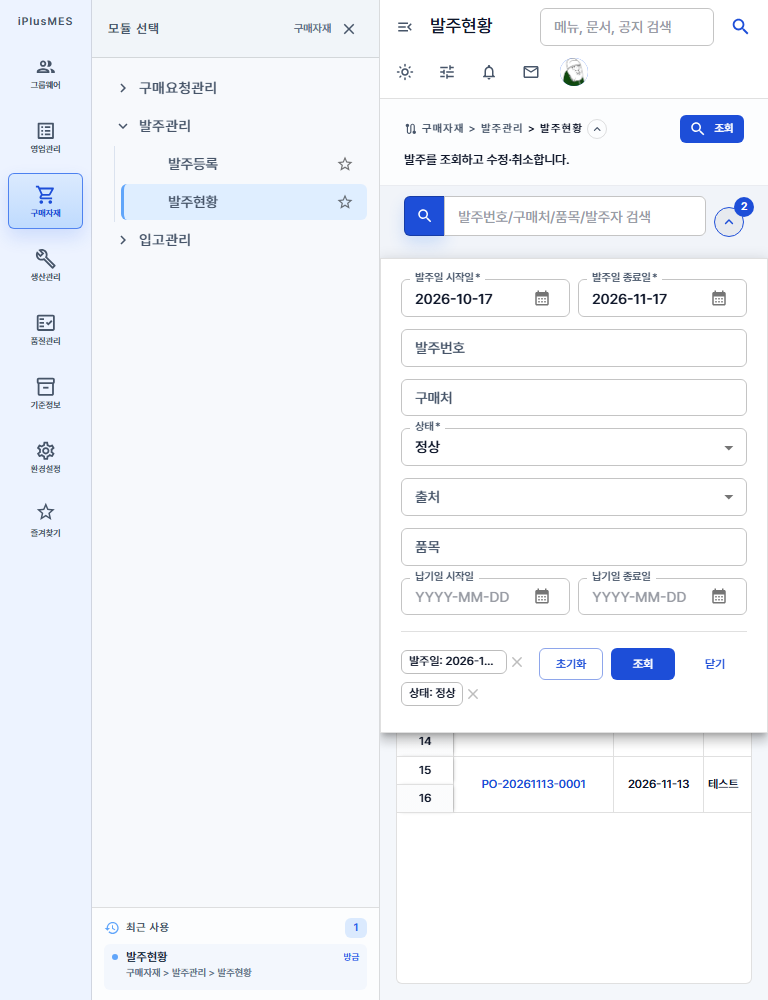 iPlusMES
그룹웨어
영업관리
구매자재
생산관리
품질관리
기준정보
환경설정
즐겨찾기
모듈 선택
구매자재
구매요청관리
발주관리
발주등록
발주현황
입고관리
최근 사용
1
발주현황
방금
구매자재 > 발주관리 > 발주현황
발주현황
메뉴, 문서, 공지 검색
구매자재 > 발주관리 > 발주현황
조회
발주를 조회하고 수정·취소합니다.
발주번호/구매처/품목/발주자 검색
2
발주일 시작일*
2026-10-17
발주일 종료일*
2026-11-17
발주번호
구매처
상태*
정상
출처
품목
납기일 시작일
YYYY-MM-DD
납기일 종료일
YYYY-MM-DD
발주일: 2026-1...
상태: 정상
초기화
조회
닫기
14
15
16
PO-20261113-0001
2026-11-13
테스트